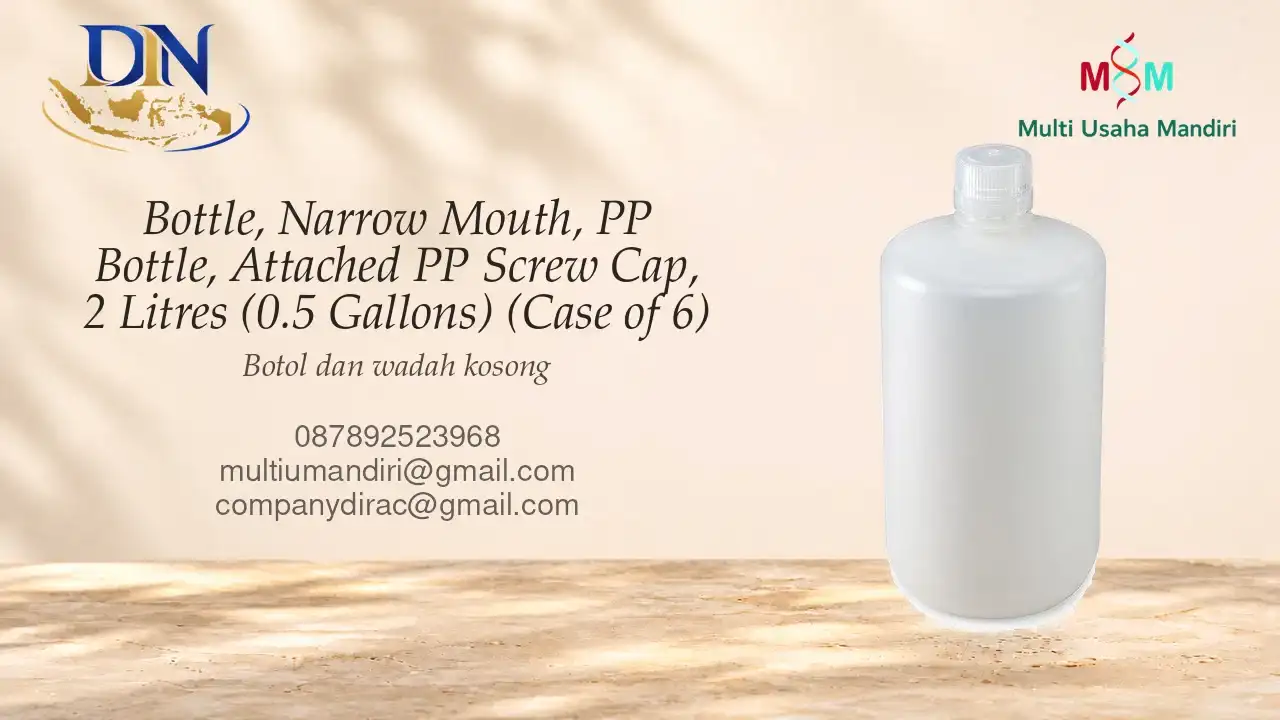 DN
MSM
Multi Usaha Mandiri
Bottle, Narrow Mouth, PP
Bottle, Attached PP Screw Cap,
2 Litres (0.5 Gallons) (Case of 6)
Botol dan wadah kosong
087892523968
multiumandiri@gmail.com
companydirac@gmail.com